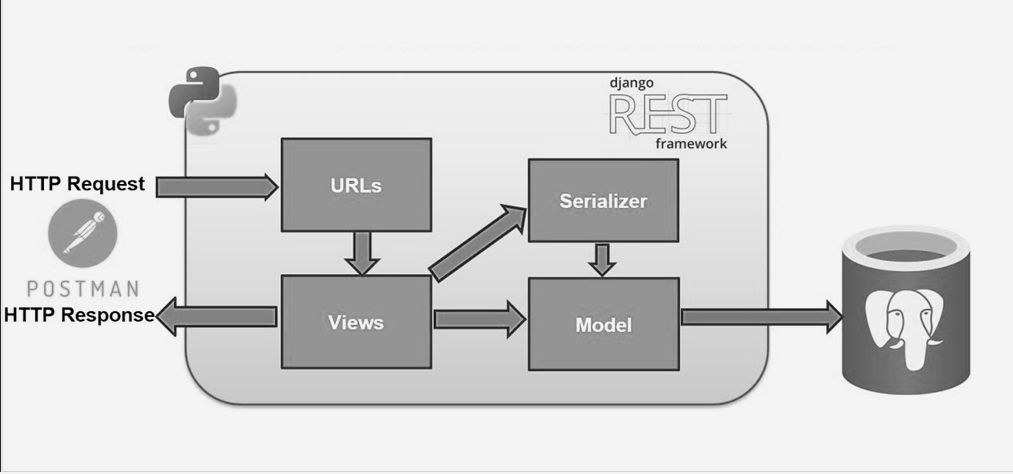 django
REST
framework
HTTP Request
URLs
Serializer
POSTMAN
HTTP Response
Views
Model